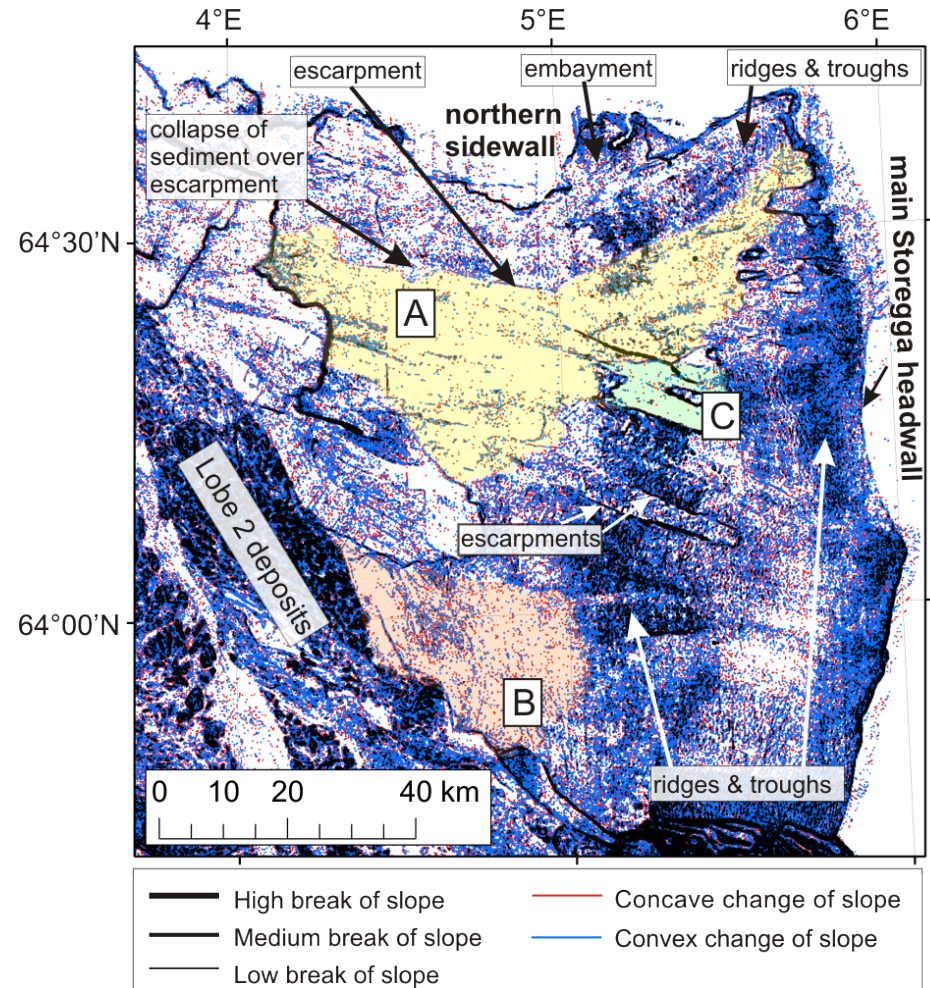 4°E
5°E
6°E
escarpment
embayment
ridges & troughs
northern
sidewall
collapse of
sediment over
escarpment
main Storegga headwall
64°30'N
A
C
Lobe 2 deposits
escarpments
64°00'N
B
ridges & troughs
0 10 20 40 km
High break of slope
Medium break of slope
Low break of slope
Concave change of slope
Convex change of slope